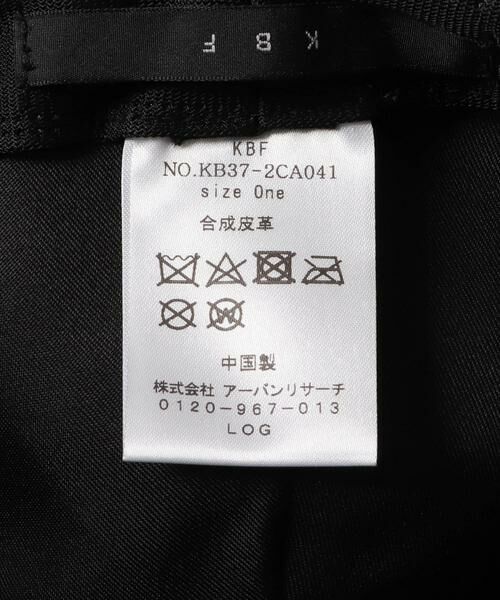 KBF
KBF
NO.KB37-2CA041
size One
合成皮革
W
中国製
株式会社 アーバンリサーチ
0120-967-013
LOG